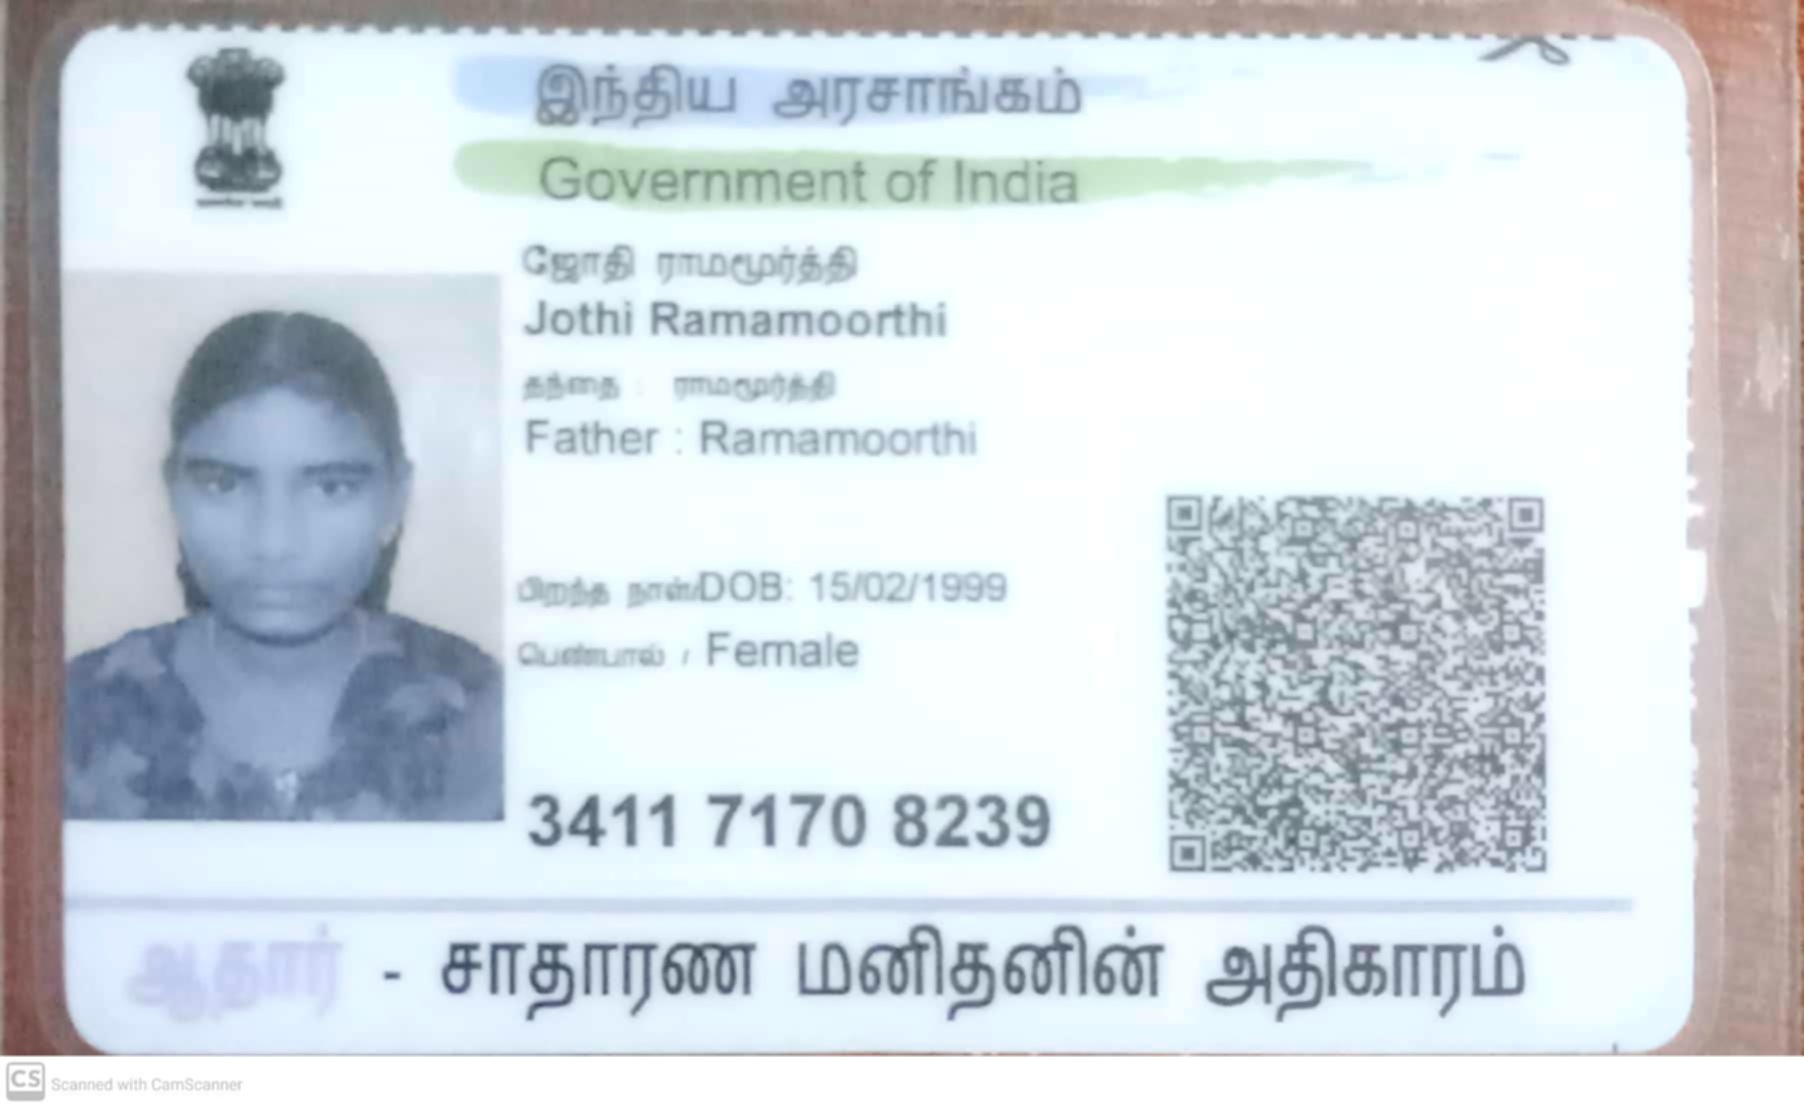 இந்திய அரசாங்கம்
Government of India
ஜோதி ராமமூர்த்தி
Jothi Ramamoorthi
தந்தை : ராமமூர்த்தி
Father : Ramamoorthi
பிறந்த நாள்/DOB: 15/02/1999
பெண்பால் / Female
3411 7170 8239
ஆதார் - சாதாரண மனிதனின் அதிகாரம்
CS Scanned with CamScanner